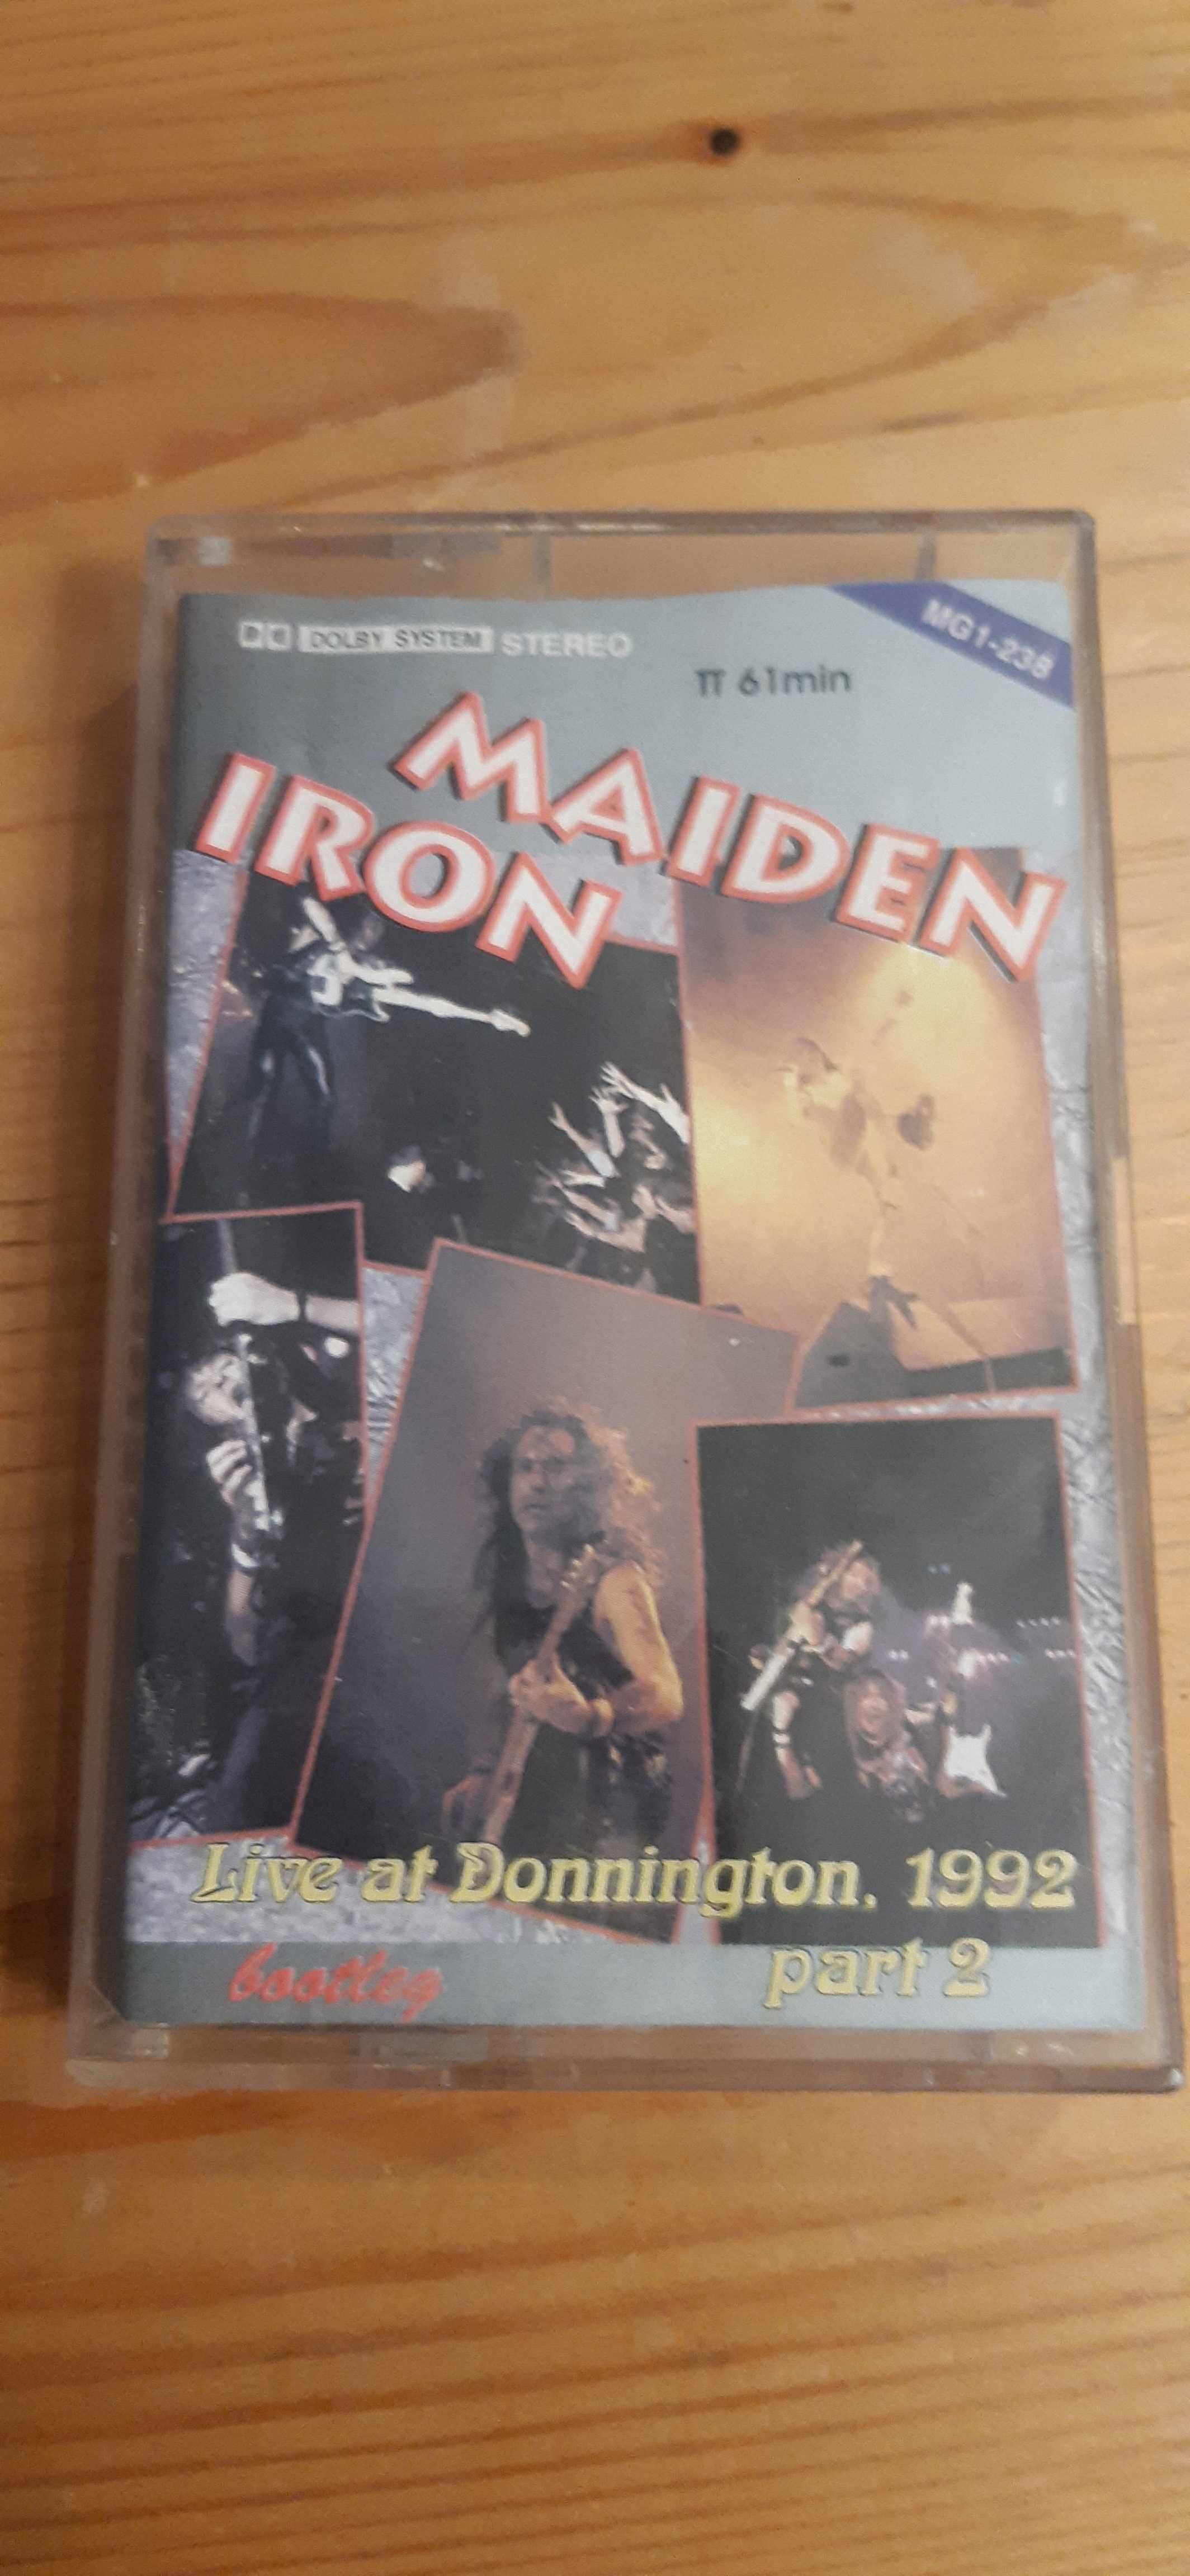 DOLBY SYSTEM STEREO
MG1-238
π 61min
MAIDEN
IRON
Live at Donnington, 1992
part 2
bootleg